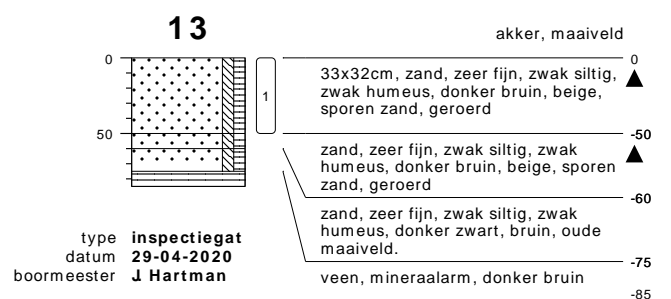 13
akker, maaiveld
0
0
33x32cm, zand, zeer fijn, zwak siltig,
zwak humeus, donker bruin, beige,
sporen zand, geroerd
1
50
-50
zand, zeer fijn, zwak siltig, zwak
humeus, donker bruin, beige, sporen
zand, geroerd
-60
zand, zeer fijn, zwak siltig, zwak
humeus, donker zwart, bruin, oude
maaiveld.
-75
veen, mineraalarm, donker bruin
-85
type inspectiegat
datum 29-04-2020
boormeester J Hartman